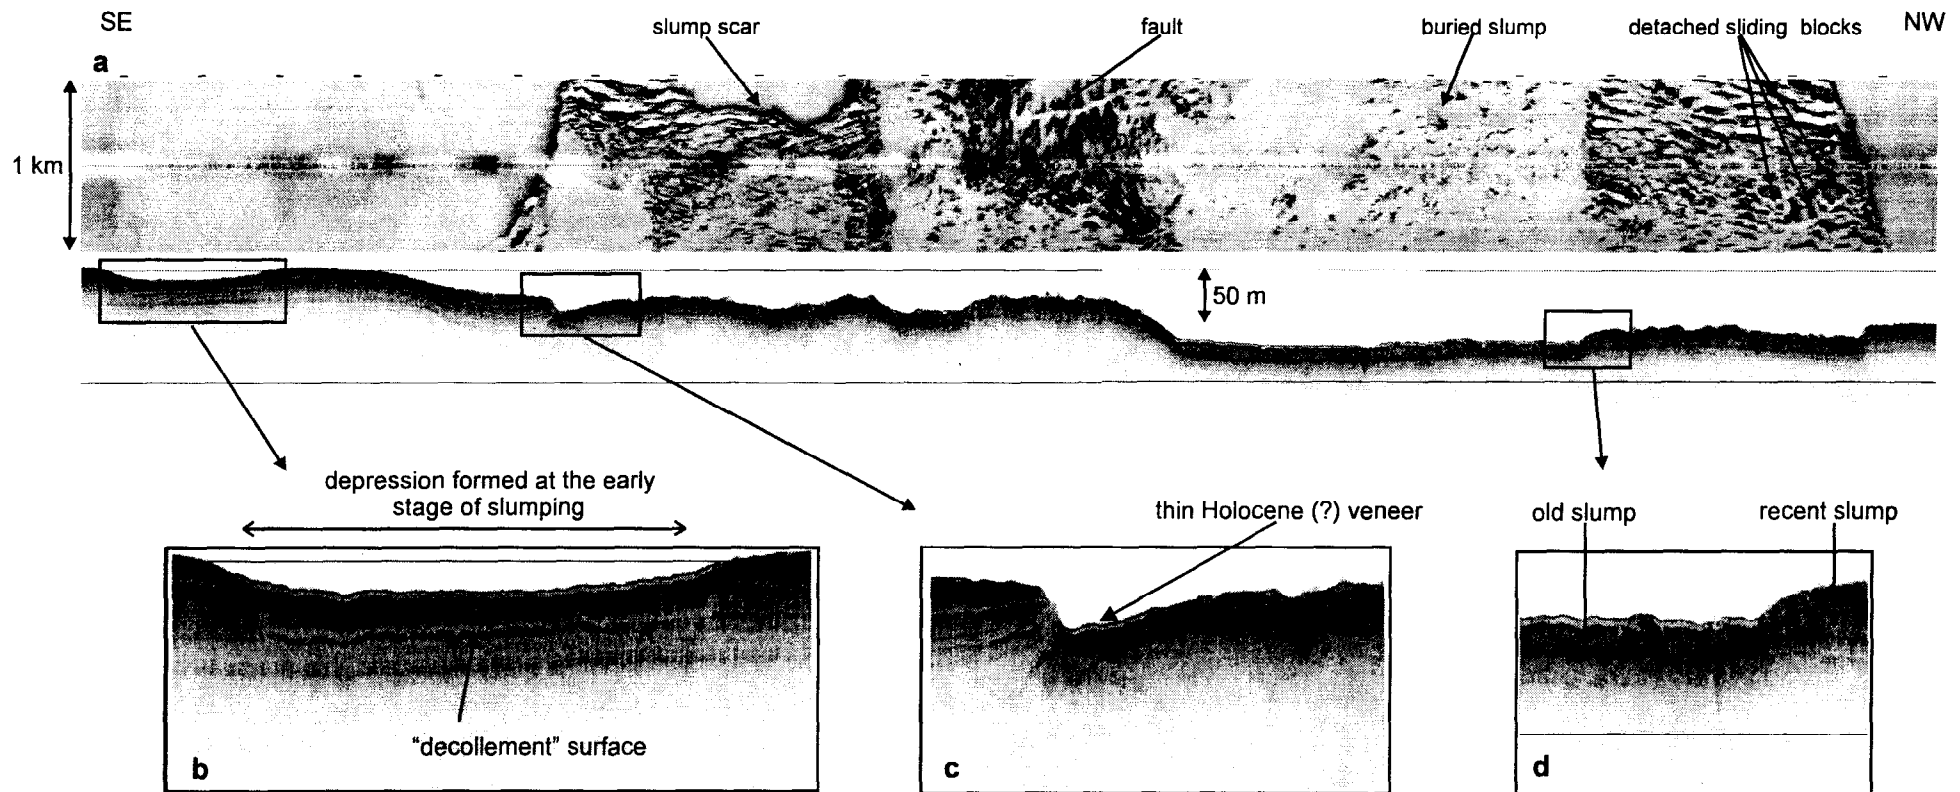 SE
slump scar
fault
buried slump
detached sliding blocks
NW
a
1 km
50 m
depression formed at the early
stage of slumping
thin Holocene (?) veneer
old slump
recent slump
"decollement" surface
b
c
d